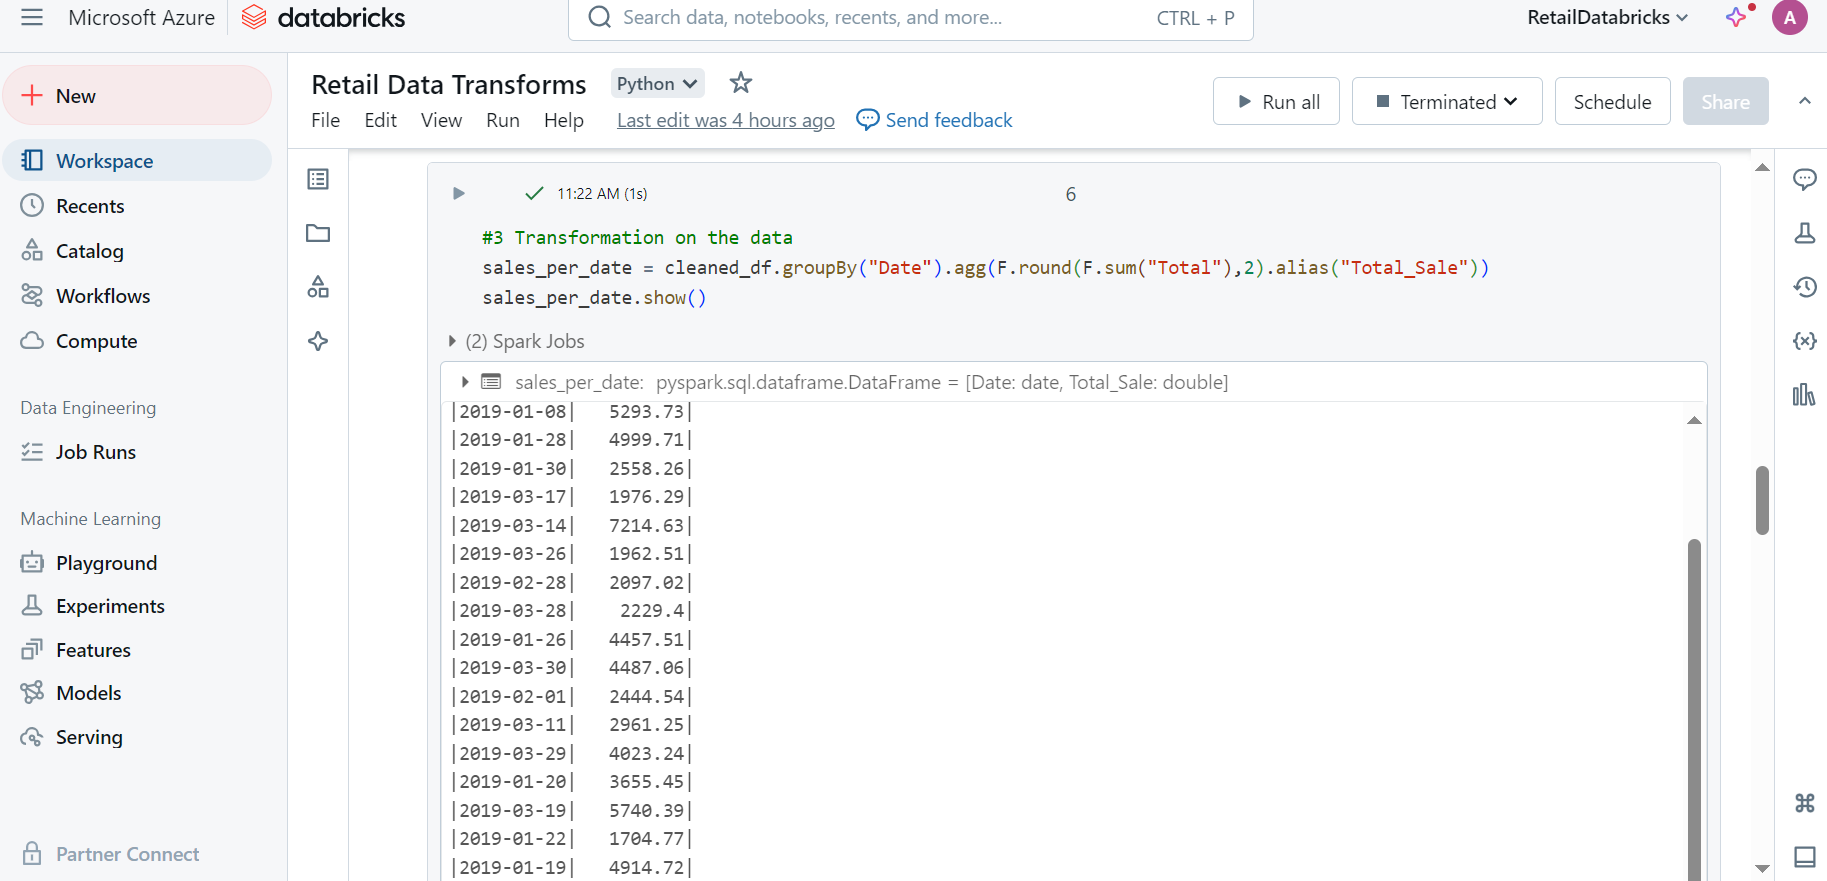 Microsoft Azure
databricks
Search data, notebooks, recents, and more...
CTRL + P
RetailDatabricks
A
New
Workspace
Recents
Catalog
Workflows
Compute
Data Engineering
Job Runs
Machine Learning
Playground
Experiments
Features
Models
Serving
Partner Connect
Retail Data Transforms
Python
File Edit View Run Help
Last edit was 4 hours ago
Send feedback
Run all
Terminated
Schedule
Share
11:22 AM (1s)
6
#3 Transformation on the data
sales_per_date = cleaned_df.groupBy("Date").agg(F.round(F.sum("Total"),2).alias("Total_Sale"))
sales_per_date.show()
(2) Spark Jobs
sales_per_date: pyspark.sql.dataframe.DataFrame = [Date: date, Total_Sale: double]
|2019-01-08|   5293.73|
|2019-01-28|   4999.71|
|2019-01-30|   2558.26|
|2019-03-17|   1976.29|
|2019-03-14|   7214.63|
|2019-03-26|   1962.51|
|2019-02-28|   2097.02|
|2019-03-28|    2229.4|
|2019-01-26|   4457.51|
|2019-03-30|   4487.06|
|2019-02-01|   2444.54|
|2019-03-11|   2961.25|
|2019-03-29|   4023.24|
|2019-01-20|   3655.45|
|2019-03-19|   5740.39|
|2019-01-22|   1704.77|
|2019-01-19|   4914.72|